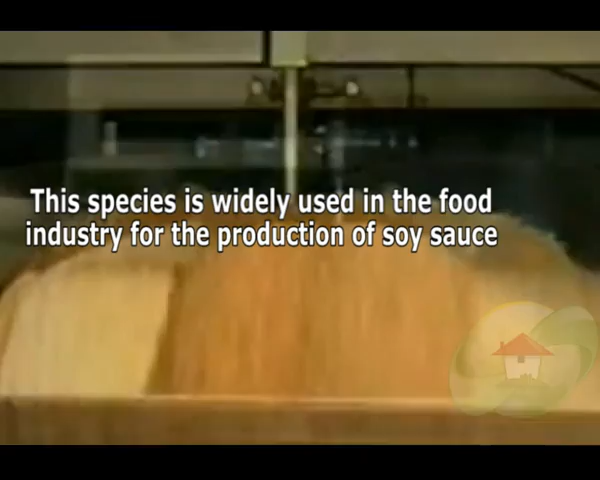 This species is widely used in the food
industry for the production of soy sauce